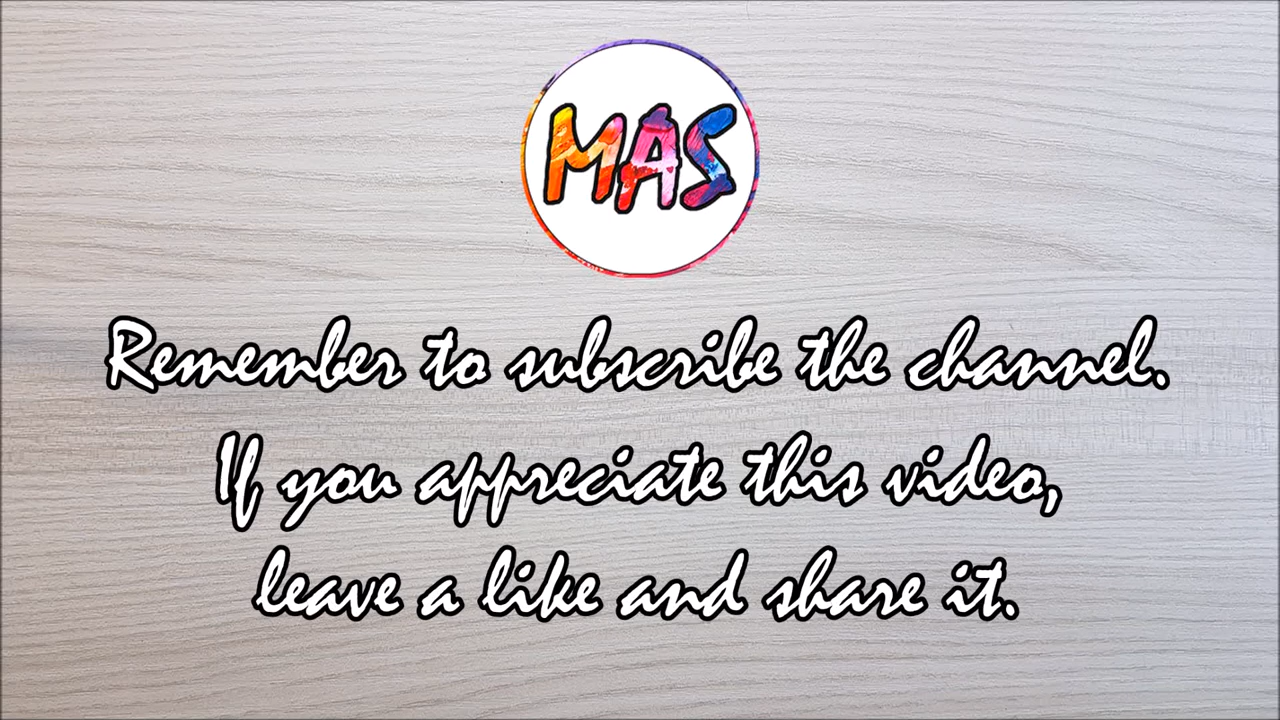 MAS
Remember to subscribe the channel.
If you appreciate this video,
leave a like and share it.